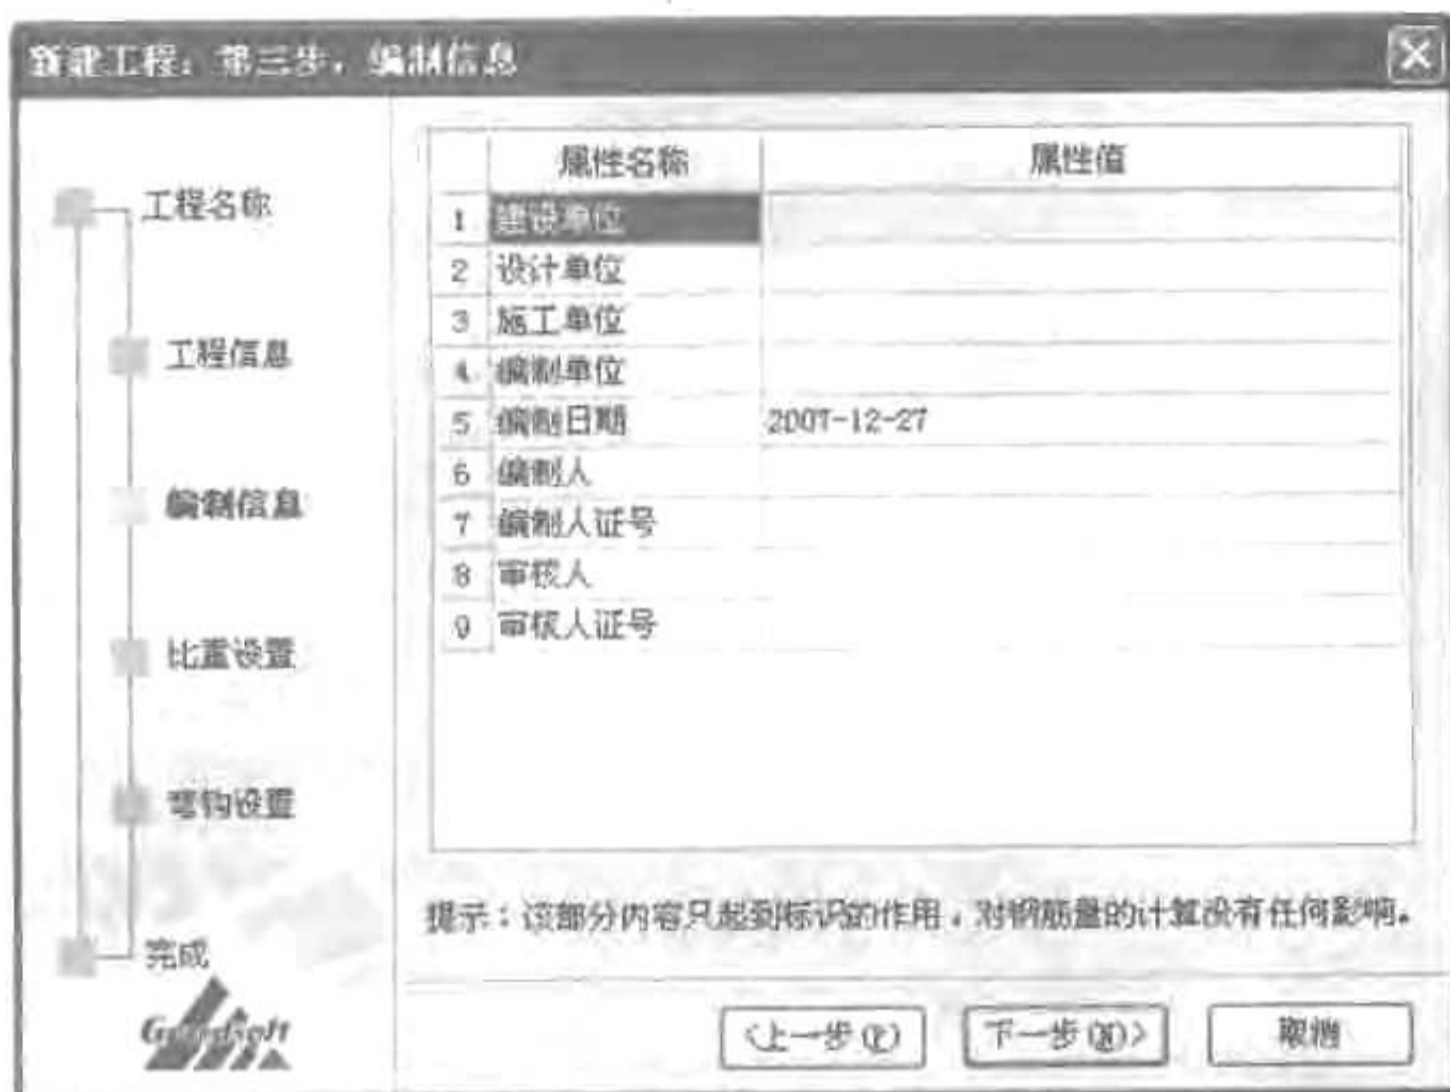 新建工程：第三步，编制信息
工程名称
工程信息
编制信息
比重设置
弯钩设置
完成
属性名称 属性值
1 建设单位
2 设计单位
3 施工单位
4 编制单位
5 编制日期 2007-12-27
6 编制人
7 编制人证号
8 审核人
9 审核人证号
提示：该部分内容只起到标识的作用，对钢筋量的计算没有任何影响。
<上一步(P) 下一步(N)> 取消